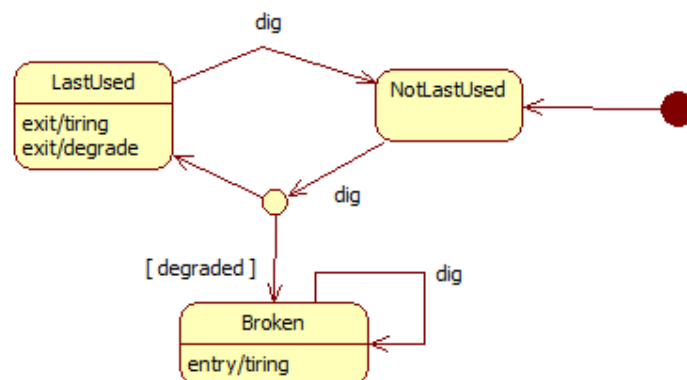 dig
LastUsed
exit/tiring
exit/degrade
NotLastUsed
dig
[ degraded ]
dig
Broken
entry/tiring